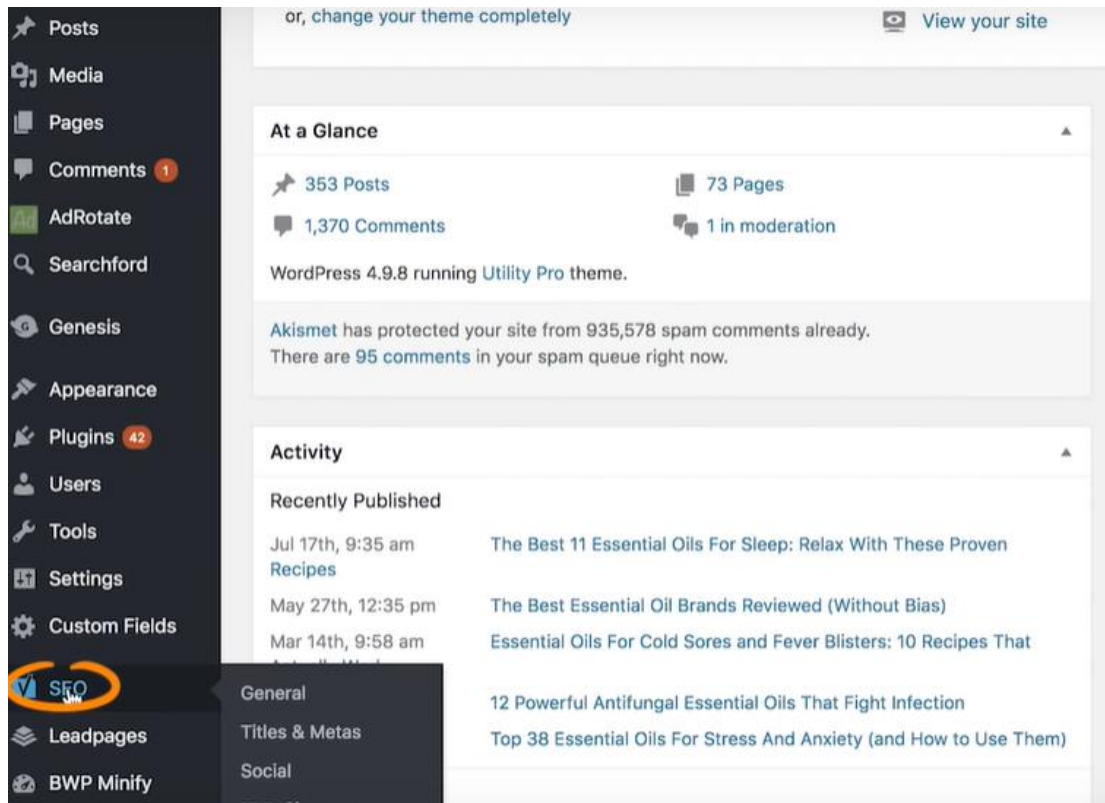 Posts
Media
Pages
Comments 1
AdRotate
Searchford
Genesis
Appearance
Plugins 42
Users
Tools
Settings
Custom Fields
SEO
Leadpages
BWP Minify
General
Titles & Metas
Social
or, change your theme completely
View your site
At a Glance
353 Posts
73 Pages
1,370 Comments
1 in moderation
WordPress 4.9.8 running Utility Pro theme.
Akismet has protected your site from 935,578 spam comments already.
There are 95 comments in your spam queue right now.
Activity
Recently Published
Jul 17th, 9:35 am The Best 11 Essential Oils For Sleep: Relax With These Proven
Recipes
May 27th, 12:35 pm The Best Essential Oil Brands Reviewed (Without Bias)
Mar 14th, 9:58 am Essential Oils For Cold Sores and Fever Blisters: 10 Recipes That
12 Powerful Antifungal Essential Oils That Fight Infection
Top 38 Essential Oils For Stress And Anxiety (and How to Use Them)